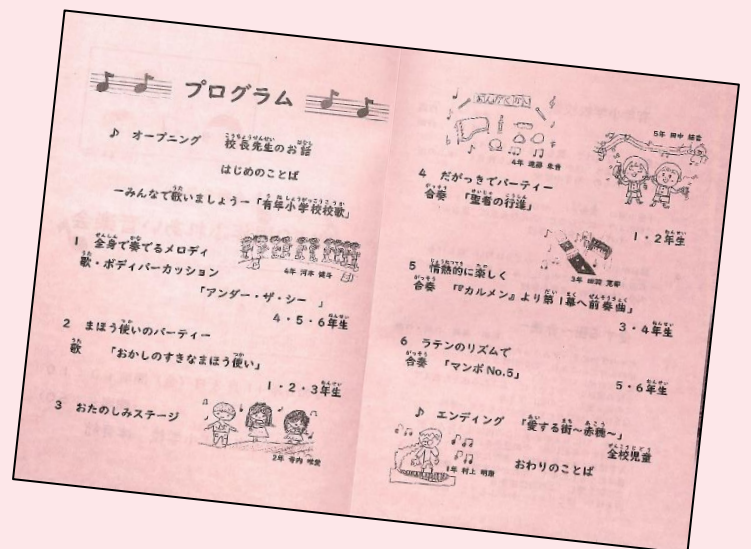 プログラム
♪ オープニング 校長先生のお話
はじめのことば
ーみんなで歌いましょうー「有年小学校校歌」
1 全身で奏でるメロディ
歌・ボディパーカッション
4年
「アンダー・ザ・シー 」
4・5・6年生
2 まほう使いのパーティー
歌 「おかしのすきなまほう使い」
1・2・3年生
3 おたのしみステージ
2年 寺内
おんがくかい
4年
5年 田中
4 だがっきでパーティー
合奏 「聖者の行進」
1・2年生
3年
5 情熱的に楽しく
合奏 「『カルメン』より第1幕へ前奏曲」
3・4年生
6 ラテンのリズムで
合奏 「マンボNo.5」
5・6年生
♪ エンディング 「愛する街～赤穂～」
全校児童
1年 村上
おわりのことば